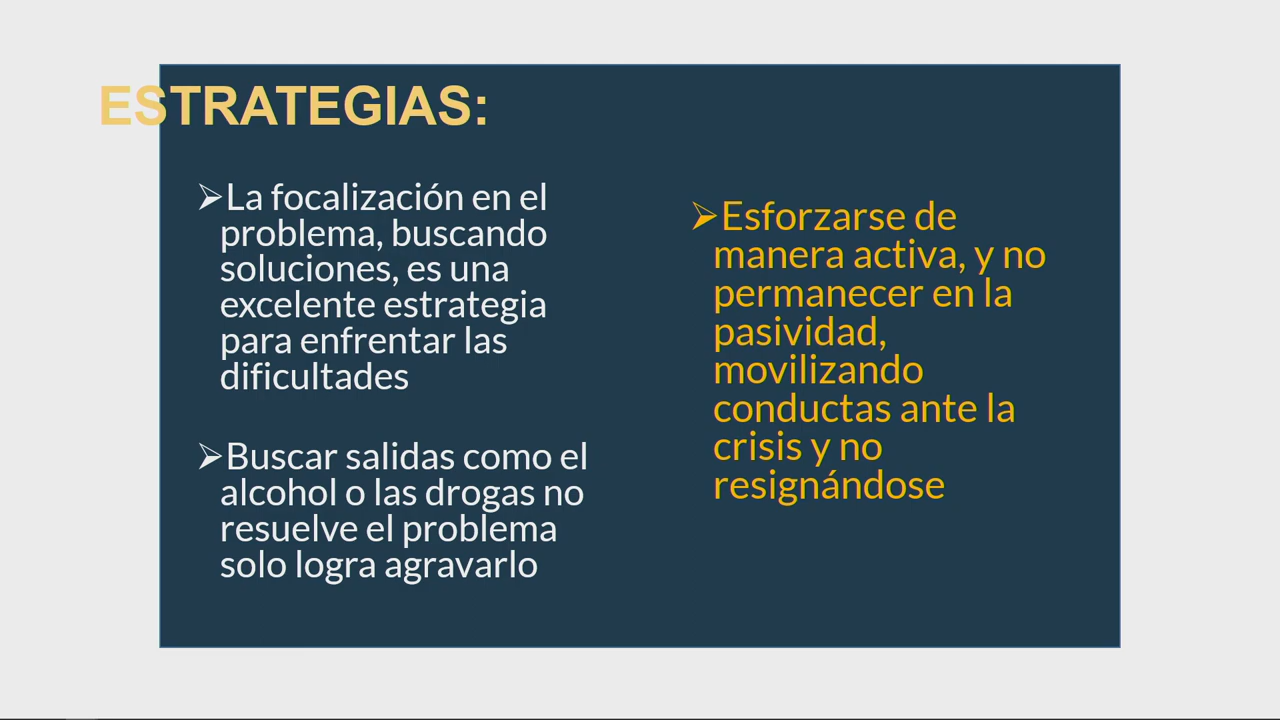 ESTRATEGIAS:
➢La focalización en el
problema, buscando
soluciones, es una
excelente estrategia
para enfrentar las
dificultades
➢Buscar salidas como el
alcohol o las drogas no
resuelve el problema
solo logra agravarlo
➢Esforzarse de
manera activa, y no
permanecer en la
pasividad,
movilizando
conductas ante la
crisis y no
resignándose